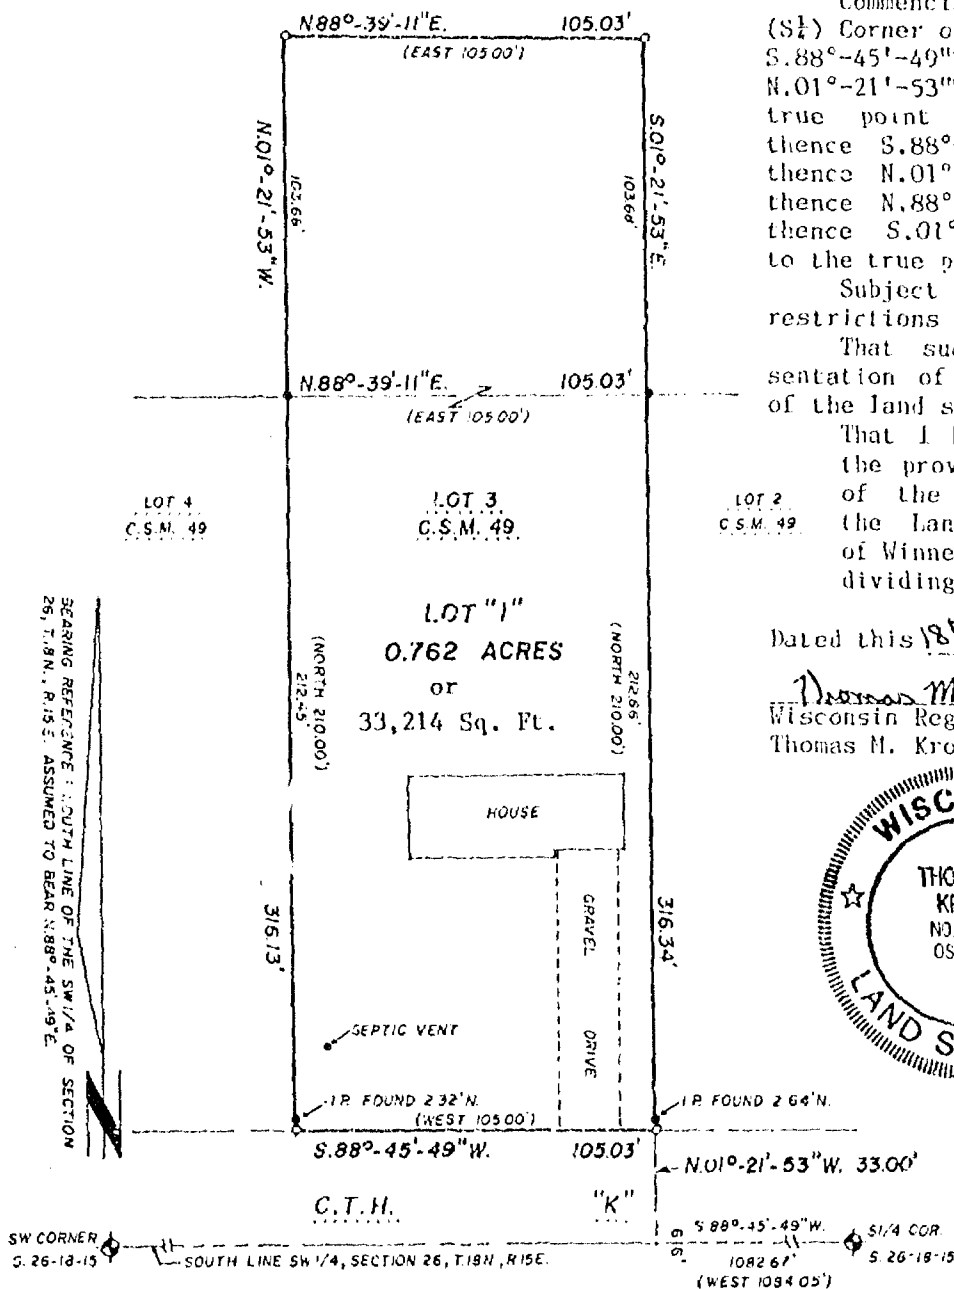 N.88°-39'-11"E. 105.03'
(EAST 105.00')
N.01°-21'-53"W.
103.66'
S.01°-21'-53"E.
103.68'
N.88°-39'-11"E. 105.03'
(EAST 105.00')
LOT 4
C.S.M. 49
LOT 3
C.S.M. 49
LOT 2
C.S.M. 49
LOT "1"
0.762 ACRES
or
33,214 Sq. Ft.
(NORTH 210.00')
212.45'
(NORTH 210.00')
212.66'
HOUSE
GRAVEL DRIVE
316.13'
316.34'
SEPTIC VENT
I.P. FOUND 2.32'N.
(WEST 105.00')
I.P. FOUND 2.64'N.
S.88°-45'-49"W. 105.03'
N.01°-21'-53"W. 33.00'
C.T.H. "K"
SW CORNER
S. 26-18-15
SOUTH LINE SW 1/4, SECTION 26, T.18N., R.15E.
66'
S 88°-45'-49"W.
1082.67'
(WEST 1084.05')
S1/4 COR.
S. 26-18-15
BEARING REFERENCE: SOUTH LINE OF THE SW 1/4 OF SECTION
26, T.18N., R.15E. ASSUMED TO BEAR N.88°-45'-49"E.
(S¼) Corner o
S.88°-45'-49"
N.01°-21'-53"
true point
thence S.88°
thence N.01°
thence N.88°
thence S.01°
to the true p
Subject
restrictions
That su
sentation of
of the land s
That I
the prov
of the
the Lan
of Winne
dividing
Dated this 18
Thomas M
Wisconsin Reg
Thomas M. Kro
WISC
THO
NO.
OS
LAND S